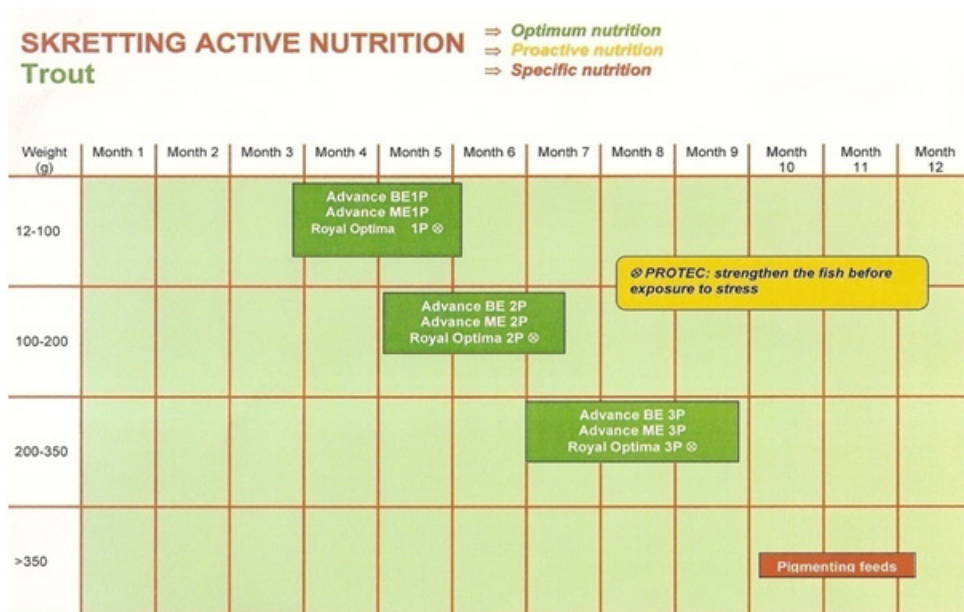 SKRETTING ACTIVE NUTRITION
Trout
⇒ Optimum nutrition
⇒ Proactive nutrition
⇒ Specific nutrition
Weight (g) Month 1 Month 2 Month 3 Month 4 Month 5 Month 6 Month 7 Month 8 Month 9 Month 10 Month 11 Month 12
12-100
Advance BE1P
Advance ME1P
Royal Optima 1P ⊗
⊗ PROTEC: strengthen the fish before
exposure to stress
100-200
Advance BE 2P
Advance ME 2P
Royal Optima 2P ⊗
200-350
Advance BE 3P
Advance ME 3P
Royal Optima 3P ⊗
>350
Pigmenting feeds